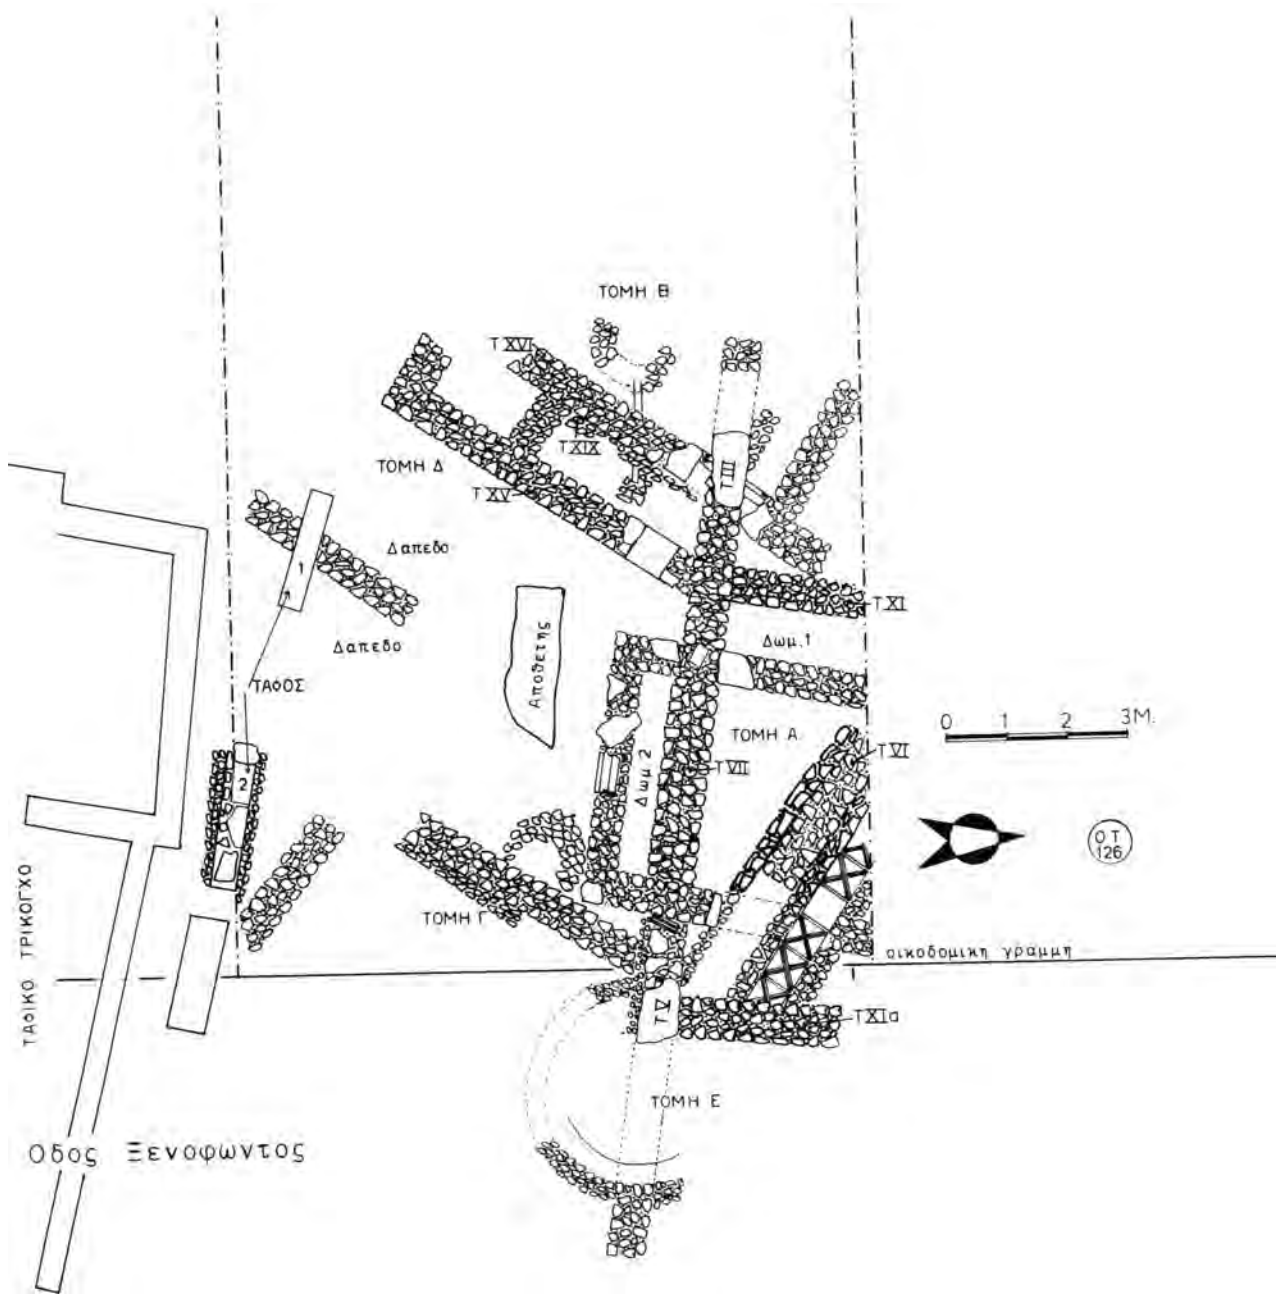 ΤΟΜΗ Β
Τ XVI
Τ XIX
Τ III
ΤΟΜΗ Δ
Τ XV
Δαπεδο
1
Τ XI
Δωμ. 1
Δαπεδο
Αποθετης
ΤΑΦΟΣ
0 1 2 3Μ.
ΤΟΜΗ Α
Τ VI
Τ VII
Δωμ. 2
2
Ο Τ
126
ΤΟΜΗ Γ
οικοδομικη γραμμη
ΤΑΦΙΚΟ ΤΡΙΚΟΓΧΟ
Τ V
Τ XIα
ΤΟΜΗ Ε
Οδος Ξενοφωντος